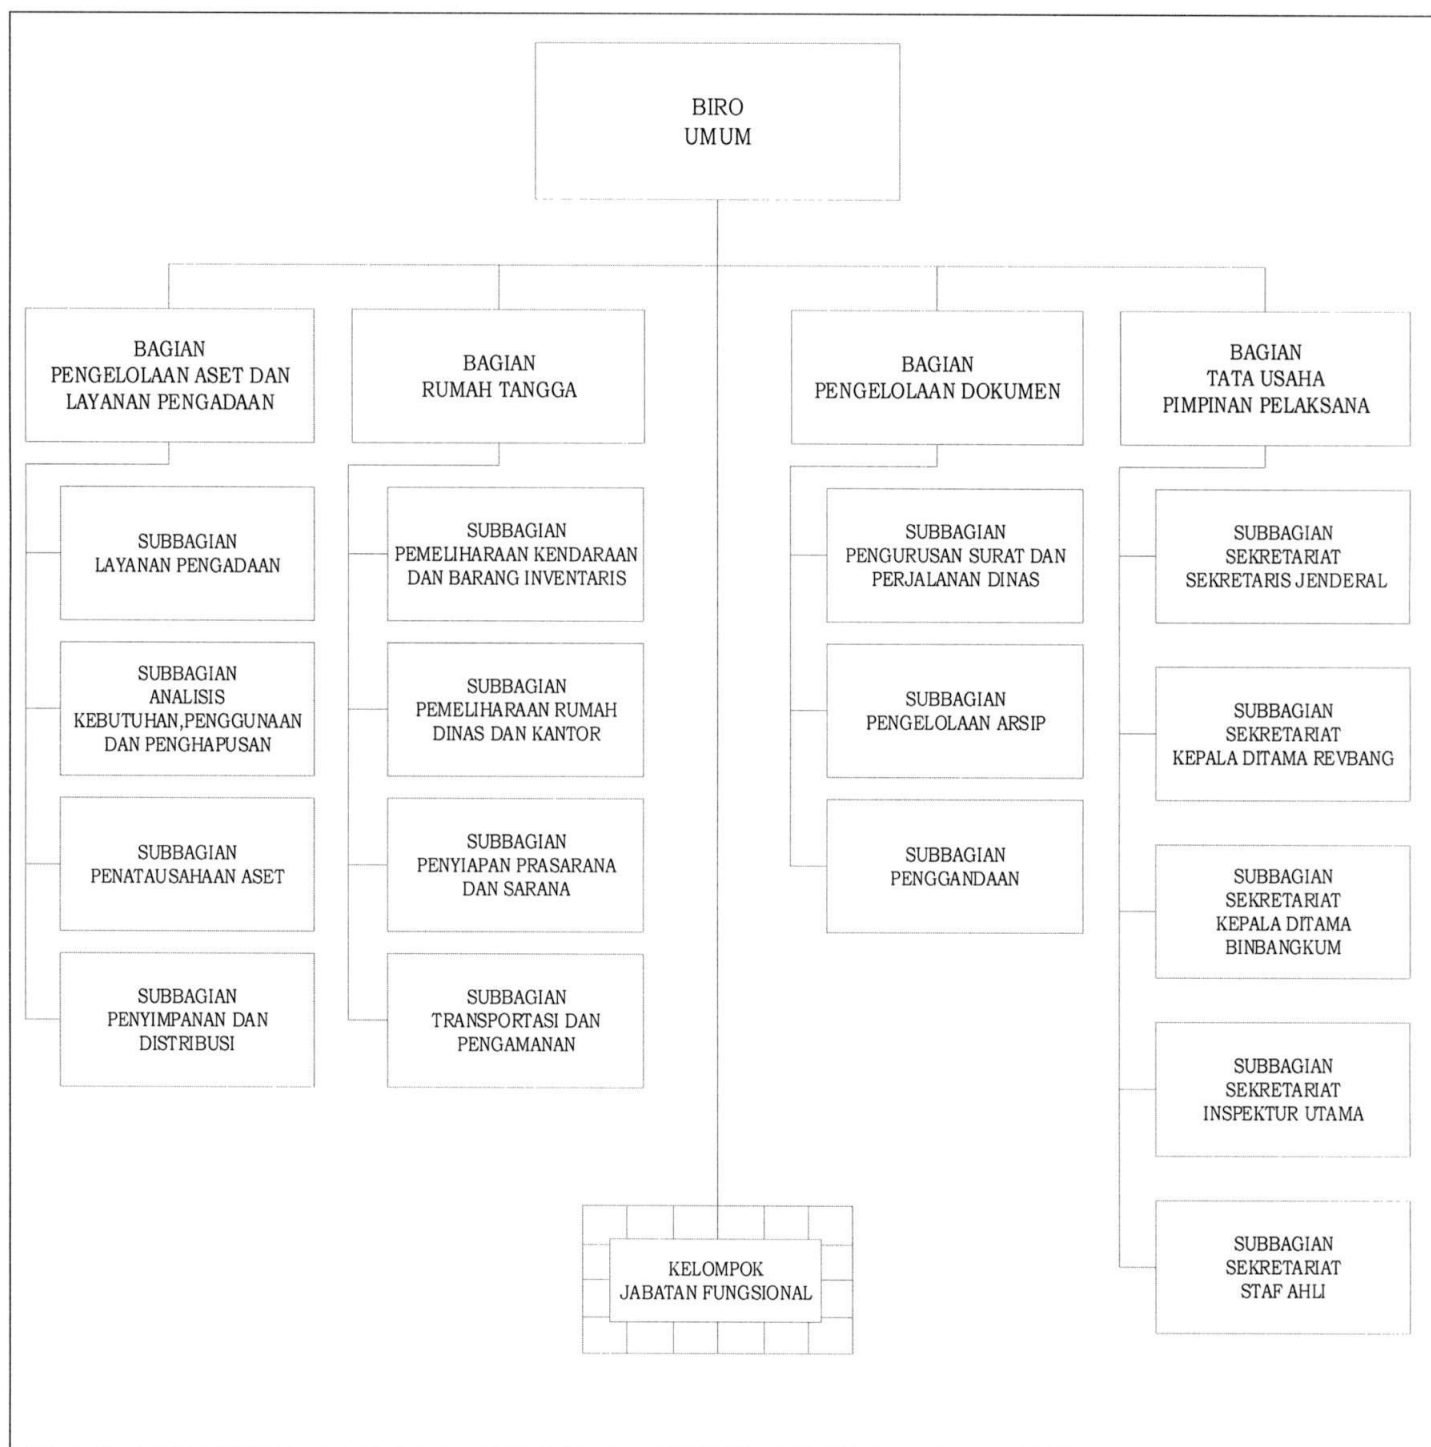 BIRO
UMUM
BAGIAN
PENGELOLAAN ASET DAN
LAYANAN PENGADAAN
SUBBAGIAN
LAYANAN PENGADAAN
SUBBAGIAN
ANALISIS
KEBUTUHAN,PENGGUNAAN
DAN PENGHAPUSAN
SUBBAGIAN
PENATAUSAHAAN ASET
SUBBAGIAN
PENYIMPANAN DAN
DISTRIBUSI
BAGIAN
RUMAH TANGGA
SUBBAGIAN
PEMELIHARAAN KENDARAAN
DAN BARANG INVENTARIS
SUBBAGIAN
PEMELIHARAAN RUMAH
DINAS DAN KANTOR
SUBBAGIAN
PENYIAPAN PRASARANA
DAN SARANA
SUBBAGIAN
TRANSPORTASI DAN
PENGAMANAN
BAGIAN
PENGELOLAAN DOKUMEN
SUBBAGIAN
PENGURUSAN SURAT DAN
PERJALANAN DINAS
SUBBAGIAN
PENGELOLAAN ARSIP
SUBBAGIAN
PENGGANDAAN
BAGIAN
TATA USAHA
PIMPINAN PELAKSANA
SUBBAGIAN
SEKRETARIAT
SEKRETARIS JENDERAL
SUBBAGIAN
SEKRETARIAT
KEPALA DITAMA REVBANG
SUBBAGIAN
SEKRETARIAT
KEPALA DITAMA
BINBANGKUM
SUBBAGIAN
SEKRETARIAT
INSPEKTUR UTAMA
SUBBAGIAN
SEKRETARIAT
STAF AHLI
KELOMPOK
JABATAN FUNGSIONAL